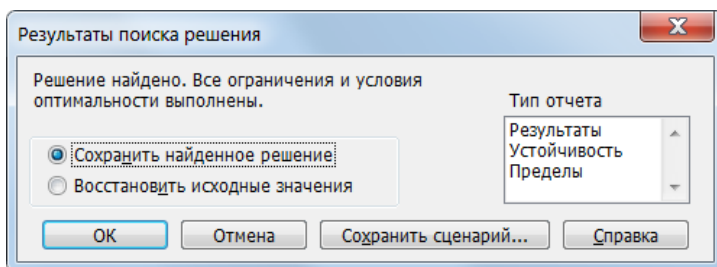 Результаты поиска решения
X
Решение найдено. Все ограничения и условия
оптимальности выполнены.
Тип отчета
Результаты
Устойчивость
Пределы
Сохранить найденное решение
Восстановить исходные значения
ОК
Отмена
Сохранить сценарий...
Справка